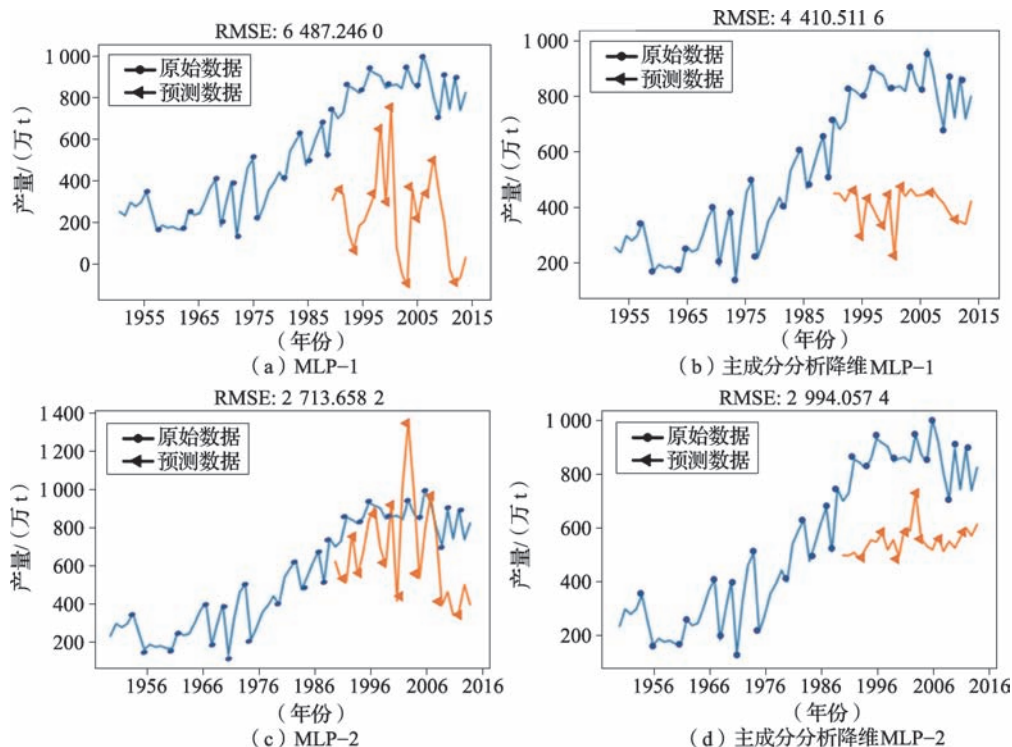 RMSE: 6 487.246 0
1 000
800
600
400
200
0
产量/(万t)
原始数据
预测数据
1955 1965 1975 1985 1995 2005 2015
(年份)
(a) MLP-1
RMSE: 4 410.511 6
1 000
800
600
400
200
产量/(万t)
原始数据
预测数据
1955 1965 1975 1985 1995 2005 2015
(年份)
(b) 主成分分析降维MLP-1
RMSE: 2 713.658 2
1 400
1 200
1 000
800
600
400
200
产量/(万t)
原始数据
预测数据
1956 1966 1976 1986 1996 2006 2016
(年份)
(c) MLP-2
RMSE: 2 994.057 4
1 000
800
600
400
200
产量/(万t)
原始数据
预测数据
1956 1966 1976 1986 1996 2006 2016
(年份)
(d) 主成分分析降维MLP-2